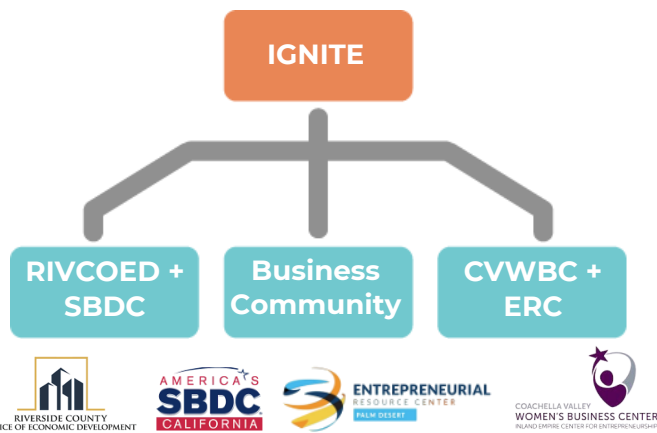 IGNITE
RIVCOED +
SBDC
Business
Community
CVWBC +
ERC
RIVERSIDE COUNTY
ICE OF ECONOMIC DEVELOPMENT
AMERICA'S
SBDC
CALIFORNIA
ENTREPRENEURIAL
RESOURCE CENTER
PALM DESERT
COACHELLA VALLEY
WOMEN'S BUSINESS CENTER
INLAND EMPIRE CENTER FOR ENTREPRENEURSHIP